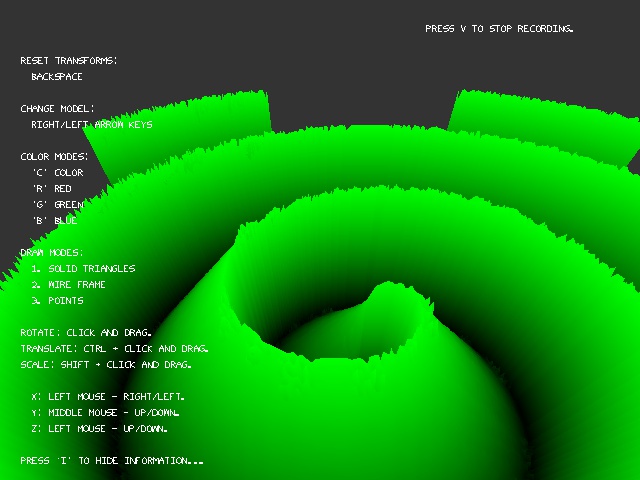 PRESS V TO STOP RECORDING.
RESET TRANSFORMS:
BACKSPACE
CHANGE MODEL:
RIGHT/LEFT ARROW KEYS
COLOR MODES:
'C' COLOR
'R' RED
'G' GREEN
'B' BLUE
DRAW MODES:
1. SOLID TRIANGLES
2. WIRE FRAME
3. POINTS
ROTATE: CLICK AND DRAG.
TRANSLATE: CTRL + CLICK AND DRAG.
SCALE: SHIFT + CLICK AND DRAG.
X: LEFT MOUSE - RIGHT/LEFT.
Y: MIDDLE MOUSE - UP/DOWN.
Z: LEFT MOUSE - UP/DOWN.
PRESS 'I' TO HIDE INFORMATION...